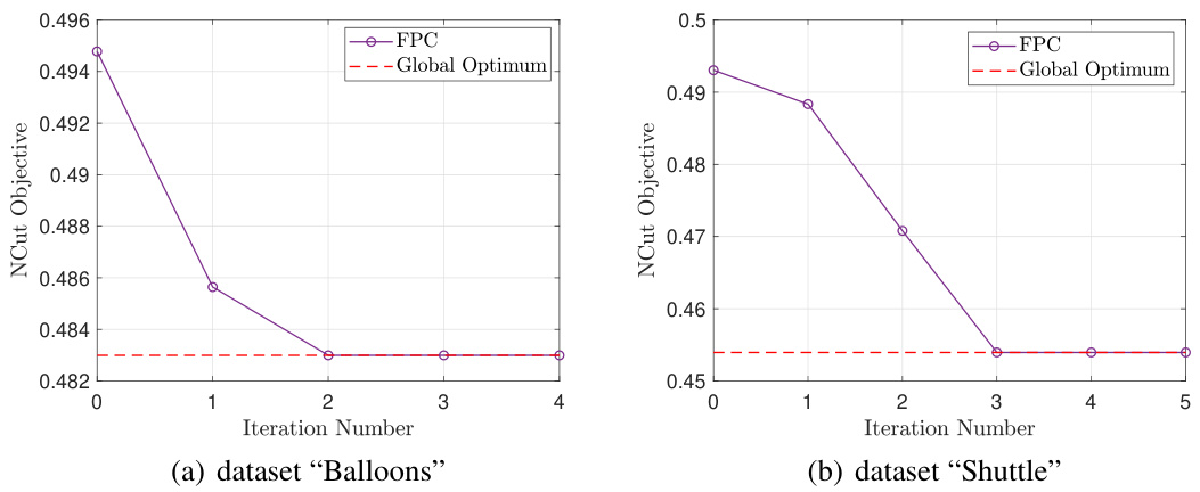 0.496
0.494
0.492
0.49
0.488
0.486
0.484
0.482
NCut Objective
FPC
Global Optimum
0
1
2
3
4
Iteration Number
(a) dataset “Balloons”
0.5
0.49
0.48
0.47
0.46
0.45
NCut Objective
FPC
Global Optimum
0
1
2
3
4
5
Iteration Number
(b) dataset “Shuttle”